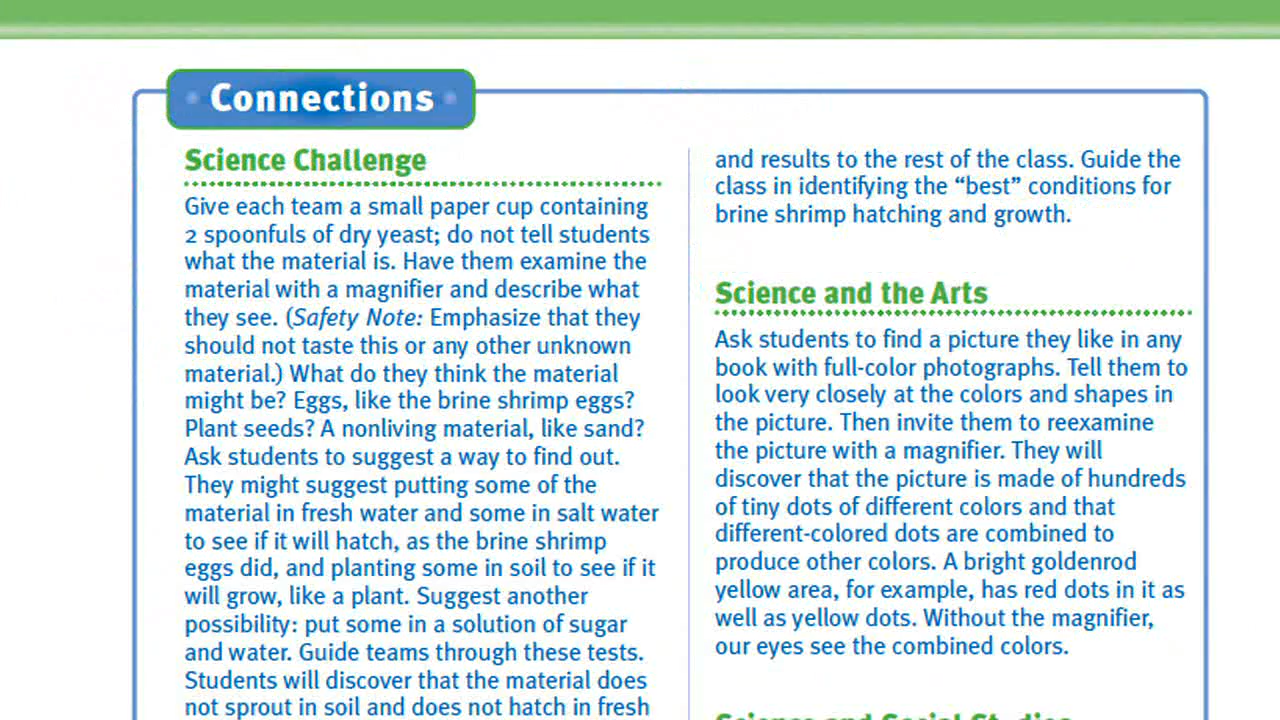 Connections
Science Challenge
Give each team a small paper cup containing
2 spoonfuls of dry yeast; do not tell students
what the material is. Have them examine the
material with a magnifier and describe what
they see. (Safety Note: Emphasize that they
should not taste this or any other unknown
material.) What do they think the material
might be? Eggs, like the brine shrimp eggs?
Plant seeds? A nonliving material, like sand?
Ask students to suggest a way to find out.
They might suggest putting some of the
material in fresh water and some in salt water
to see if it will hatch, as the brine shrimp
eggs did, and planting some in soil to see if it
will grow, like a plant. Suggest another
possibility: put some in a solution of sugar
and water. Guide teams through these tests.
Students will discover that the material does
not sprout in soil and does not hatch in fresh
and results to the rest of the class. Guide the
class in identifying the “best” conditions for
brine shrimp hatching and growth.
Science and the Arts
Ask students to find a picture they like in any
book with full-color photographs. Tell them to
look very closely at the colors and shapes in
the picture. Then invite them to reexamine
the picture with a magnifier. They will
discover that the picture is made of hundreds
of tiny dots of different colors and that
different-colored dots are combined to
produce other colors. A bright goldenrod
yellow area, for example, has red dots in it as
well as yellow dots. Without the magnifier,
our eyes see the combined colors.
Science and Social Studies